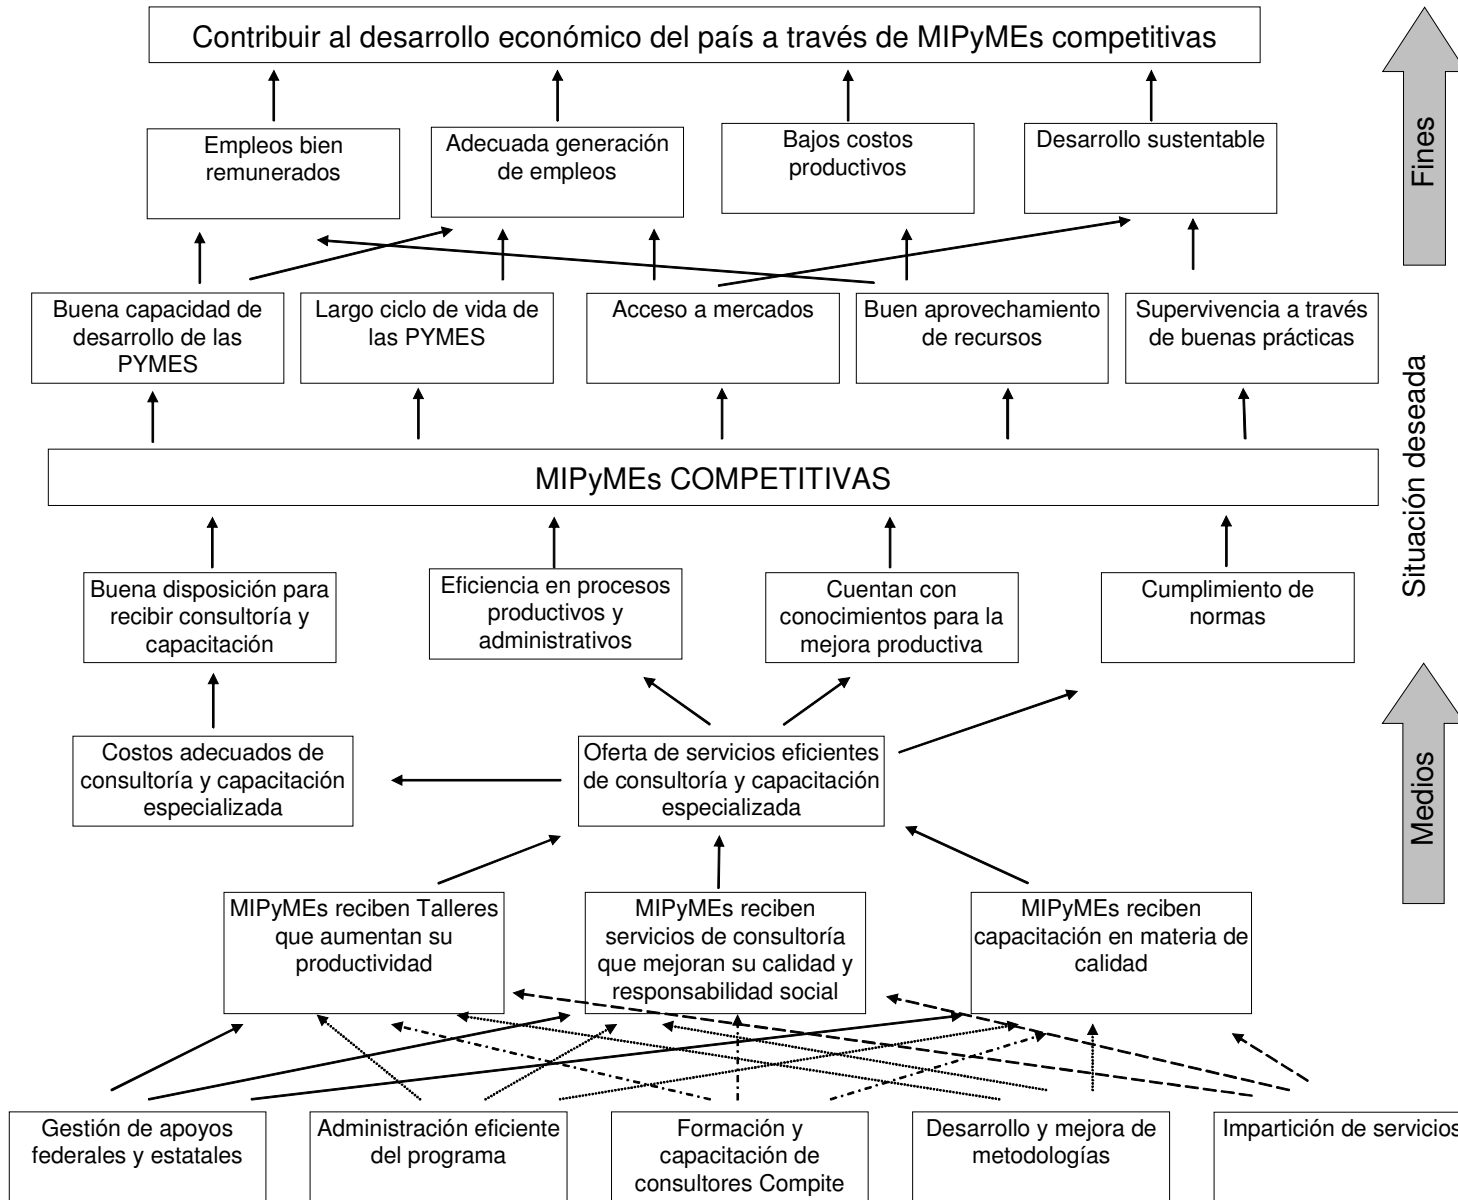 Contribuir al desarrollo económico del país a través de MIPyMEs competitivas
Fines
Empleos bien
remunerados
Adecuada generación
de empleos
Bajos costos
productivos
Desarrollo sustentable
Buena capacidad de
desarrollo de las
PYMES
Largo ciclo de vida de
las PYMES
Acceso a mercados
Buen aprovechamiento
de recursos
Supervivencia a través
de buenas prácticas
Situación deseada
MIPyMEs COMPETITIVAS
Buena disposición para
recibir consultoría y
capacitación
Eficiencia en procesos
productivos y
administrativos
Cuentan con
conocimientos para la
mejora productiva
Cumplimiento de
normas
Medios
Costos adecuados de
consultoría y capacitación
especializada
Oferta de servicios eficientes
de consultoría y capacitación
especializada
MIPyMEs reciben Talleres
que aumentan su
productividad
MIPyMEs reciben
servicios de consultoría
que mejoran su calidad y
responsabilidad social
MIPyMEs reciben
capacitación en materia de
calidad
Gestión de apoyos
federales y estatales
Administración eficiente
del programa
Formación y
capacitación de
consultores Compite
Desarrollo y mejora de
metodologías
Impartición de servicios